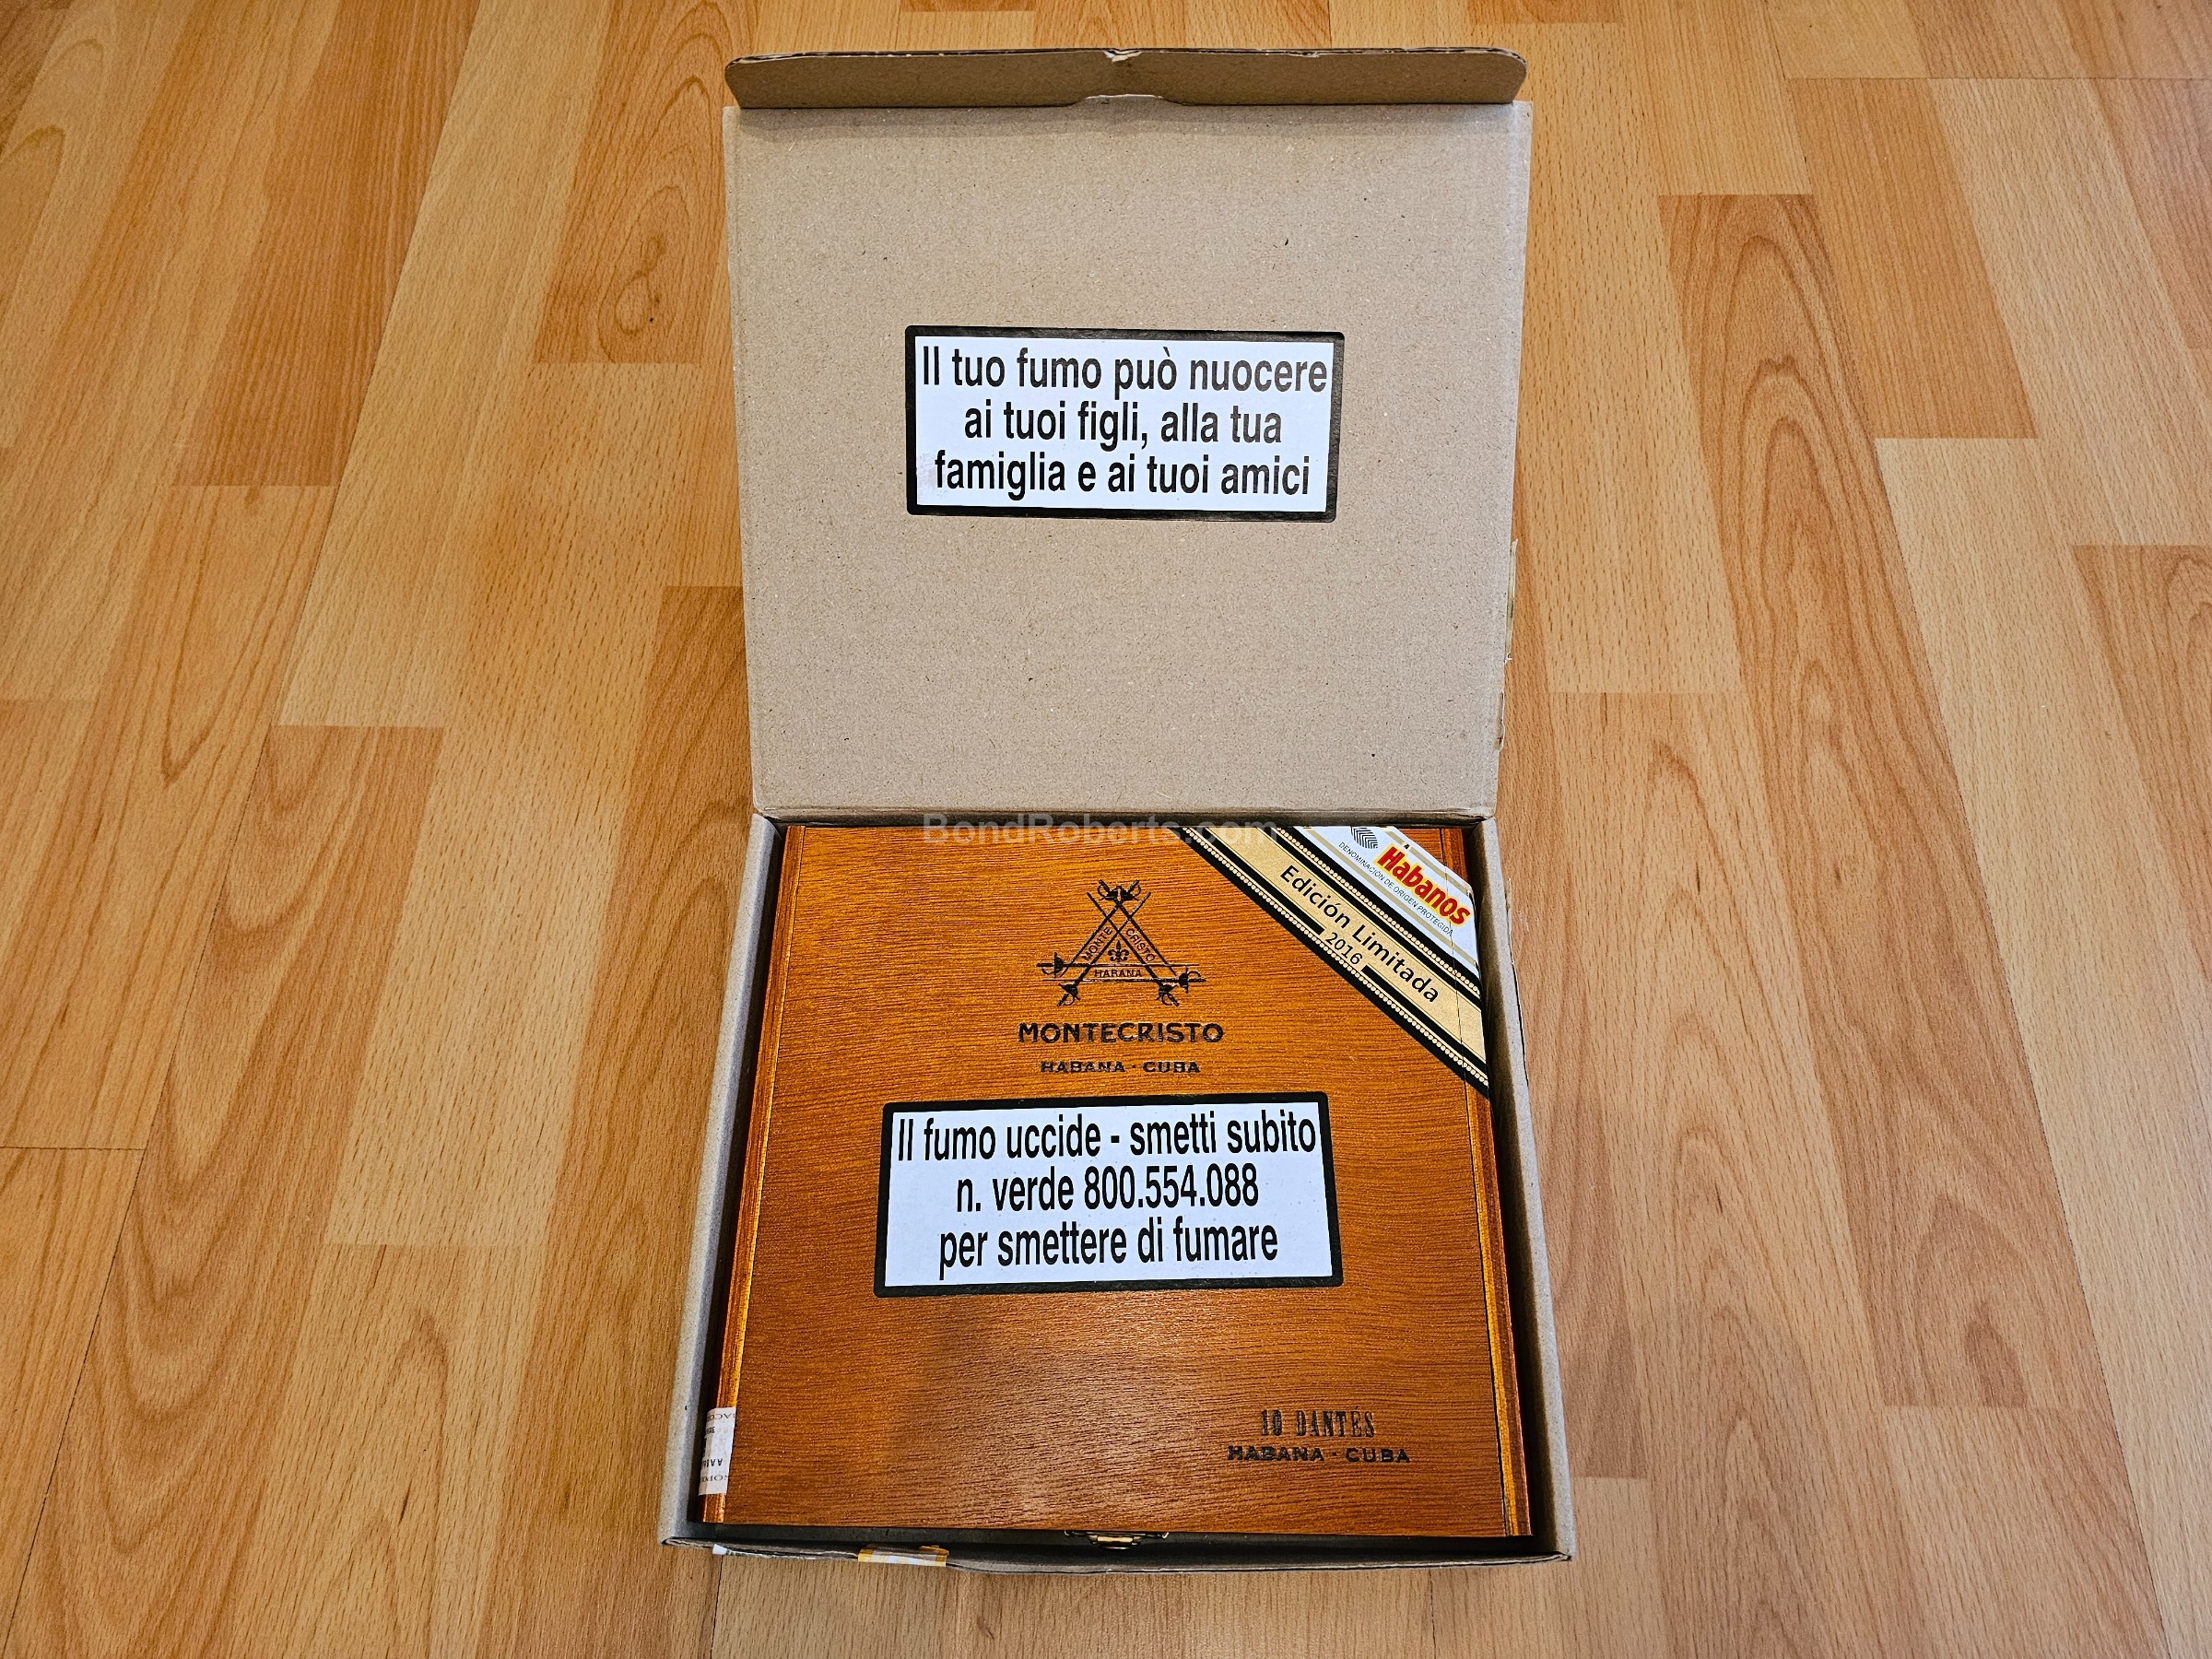 Il tuo fumo può nuocere
ai tuoi figli, alla tua
famiglia e ai tuoi amici
BondRoberts.com
Habanos
DENOMINACIÓN DE ORIGEN PROTEGIDA
Edición Limitada
2016
MONTE CRISTO
HABANA
MONTECRISTO
HABANA · CUBA
Il fumo uccide - smetti subito
n. verde 800.554.088
per smettere di fumare
10 DANTÉS
HABANA · CUBA